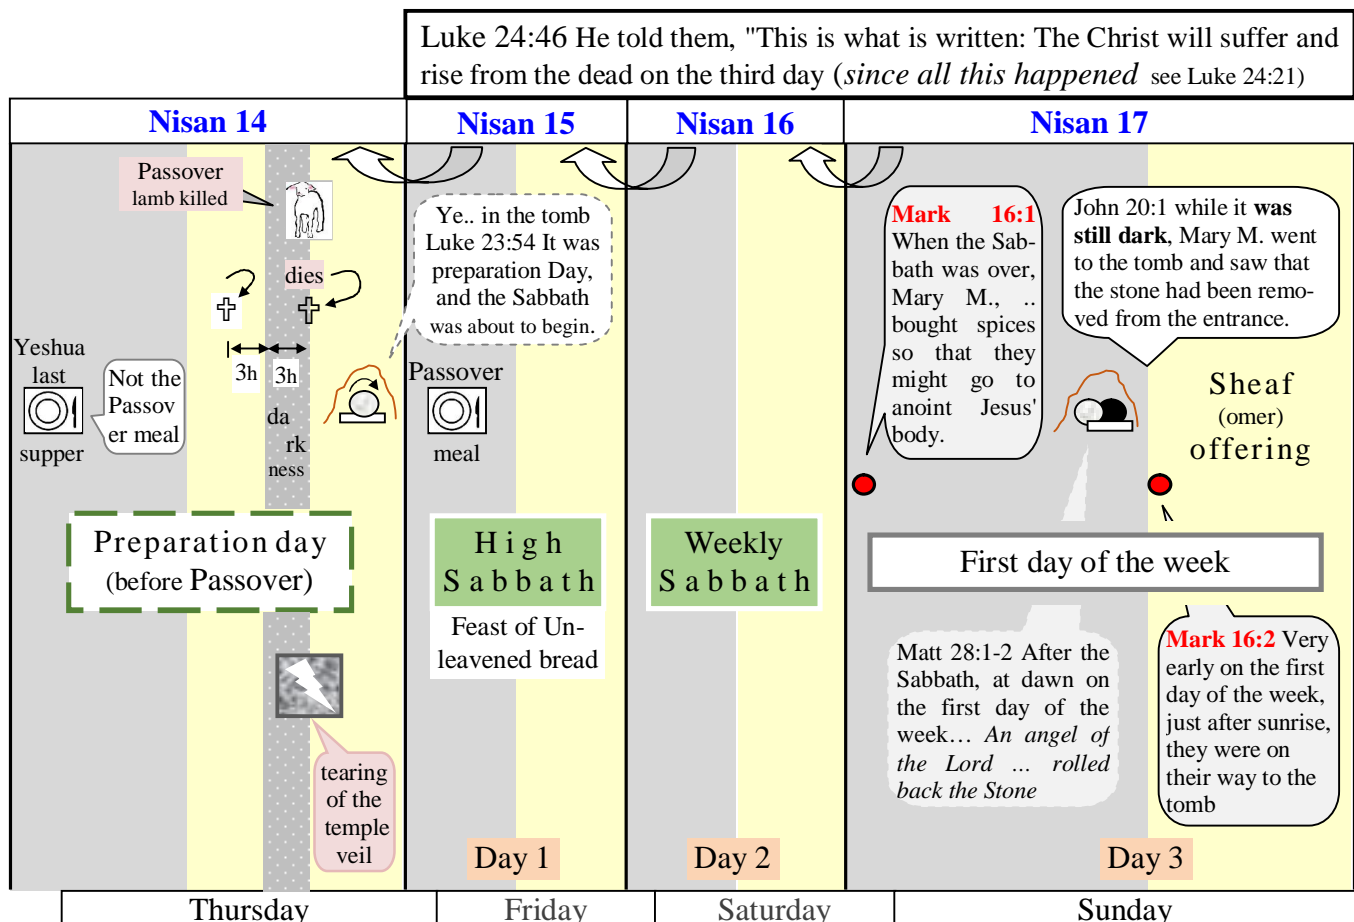 Luke 24:46 He told them, "This is what is written: The Christ will suffer and
rise from the dead on the third day (since all this happened see Luke 24:21)
Nisan 14
Nisan 15
Nisan 16
Nisan 17
Passover
lamb killed
dies
3h
3h
da
rk
ness
Yeshua
last
supper
Not the
Passov
er meal
Ye.. in the tomb
Luke 23:54 It was
preparation Day,
and the Sabbath
was about to begin.
Passover
meal
Mark 16:1
When the Sab-
bath was over,
Mary M., ..
bought spices
so that they
might go to
anoint Jesus'
body.
John 20:1 while it was
still dark, Mary M. went
to the tomb and saw that
the stone had been remo-
ved from the entrance.
Sheaf
(omer)
offering
Preparation day
(before Passover)
High
Sabbath
Feast of Un-
leavened bread
Weekly
Sabbath
First day of the week
Matt 28:1-2 After the
Sabbath, at dawn on
the first day of the
week… An angel of
the Lord ... rolled
back the Stone
Mark 16:2 Very
early on the first
day of the week,
just after sunrise,
they were on
their way to the
tomb
tearing
of the
temple
veil
Day 1
Day 2
Day 3
Thursday
Friday
Saturday
Sunday